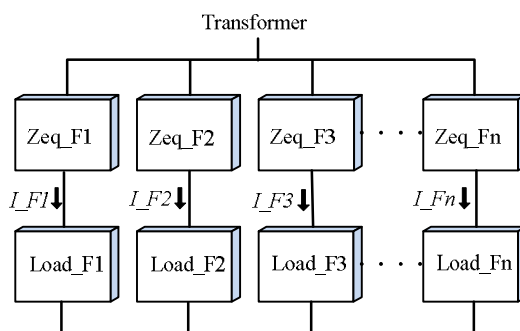 Transformer
Zeq_F1 Zeq_F2 Zeq_F3 . . . . Zeq_Fn
I_F1 I_F2 I_F3 I_Fn
Load_F1 Load_F2 Load_F3 . . . . Load_Fn